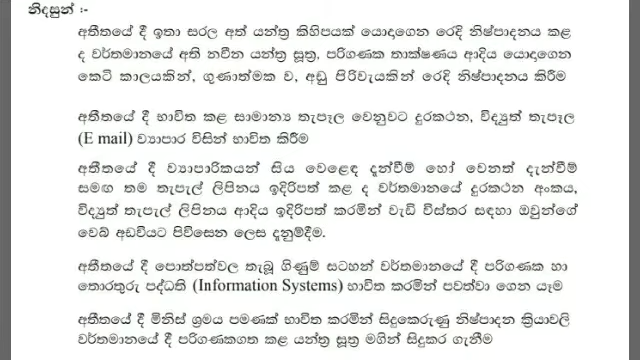 නිදසුන් :-
අතීතයේ දී ඉතා සරල අත් යන්ත්‍ර කිහිපයක් යොදාගෙන රෙදි නිෂ්පාදනය කළ
ද වර්තමානයේ අති නවීන යන්ත්‍ර සූත්‍ර, පරිගණක තාක්ෂණය ආදිය යොදාගෙන
කෙටි කාලයකින්, ගුණාත්මක ව, අඩු පිරිවැයකින් රෙදි නිෂ්පාදනය කිරීම
අතීතයේ දී භාවිත කළ සාමාන්‍ය තැපෑල වෙනුවට දුරකථන, විද්‍යුත් තැපෑල
(E mail) ව්‍යාපාර විසින් භාවිත කිරීම
අතීතයේ දී ව්‍යාපාරිකයන් සිය වෙළෙඳ දැන්වීම් හෝ වෙනත් දැන්වීම්
සමඟ තම තැපැල් ලිපිනය ඉදිරිපත් කළ ද වර්තමානයේ දුරකථන අංකය,
විද්‍යුත් තැපැල් ලිපිනය ආදිය ඉදිරිපත් කරමින් වැඩි විස්තර සඳහා ඔවුන්ගේ
වෙබ් අඩවියට පිවිසෙන ලෙස දැනුම්දීම.
අතීතයේ දී පොත්පත්වල තැබූ ගිණුම් සටහන් වර්තමානයේ දී පරිගණක හා
තොරතුරු පද්ධති (Information Systems) භාවිත කරමින් පවත්වා ගෙන යෑම
අතීතයේ දී මිනිස් ශ්‍රමය පමණක් භාවිත කරමින් සිදුකෙරුණු නිෂ්පාදන ක්‍රියාවලි
වර්තමානයේ දී පරිගණකගත කළ යන්ත්‍ර සූත්‍ර මගින් සිදුකර ගැනීම